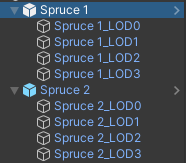 Spruce 1
Spruce 1_LOD0
Spruce 1_LOD1
Spruce 1_LOD2
Spruce 1_LOD3
Spruce 2
Spruce 2_LOD0
Spruce 2_LOD1
Spruce 2_LOD2
Spruce 2_LOD3